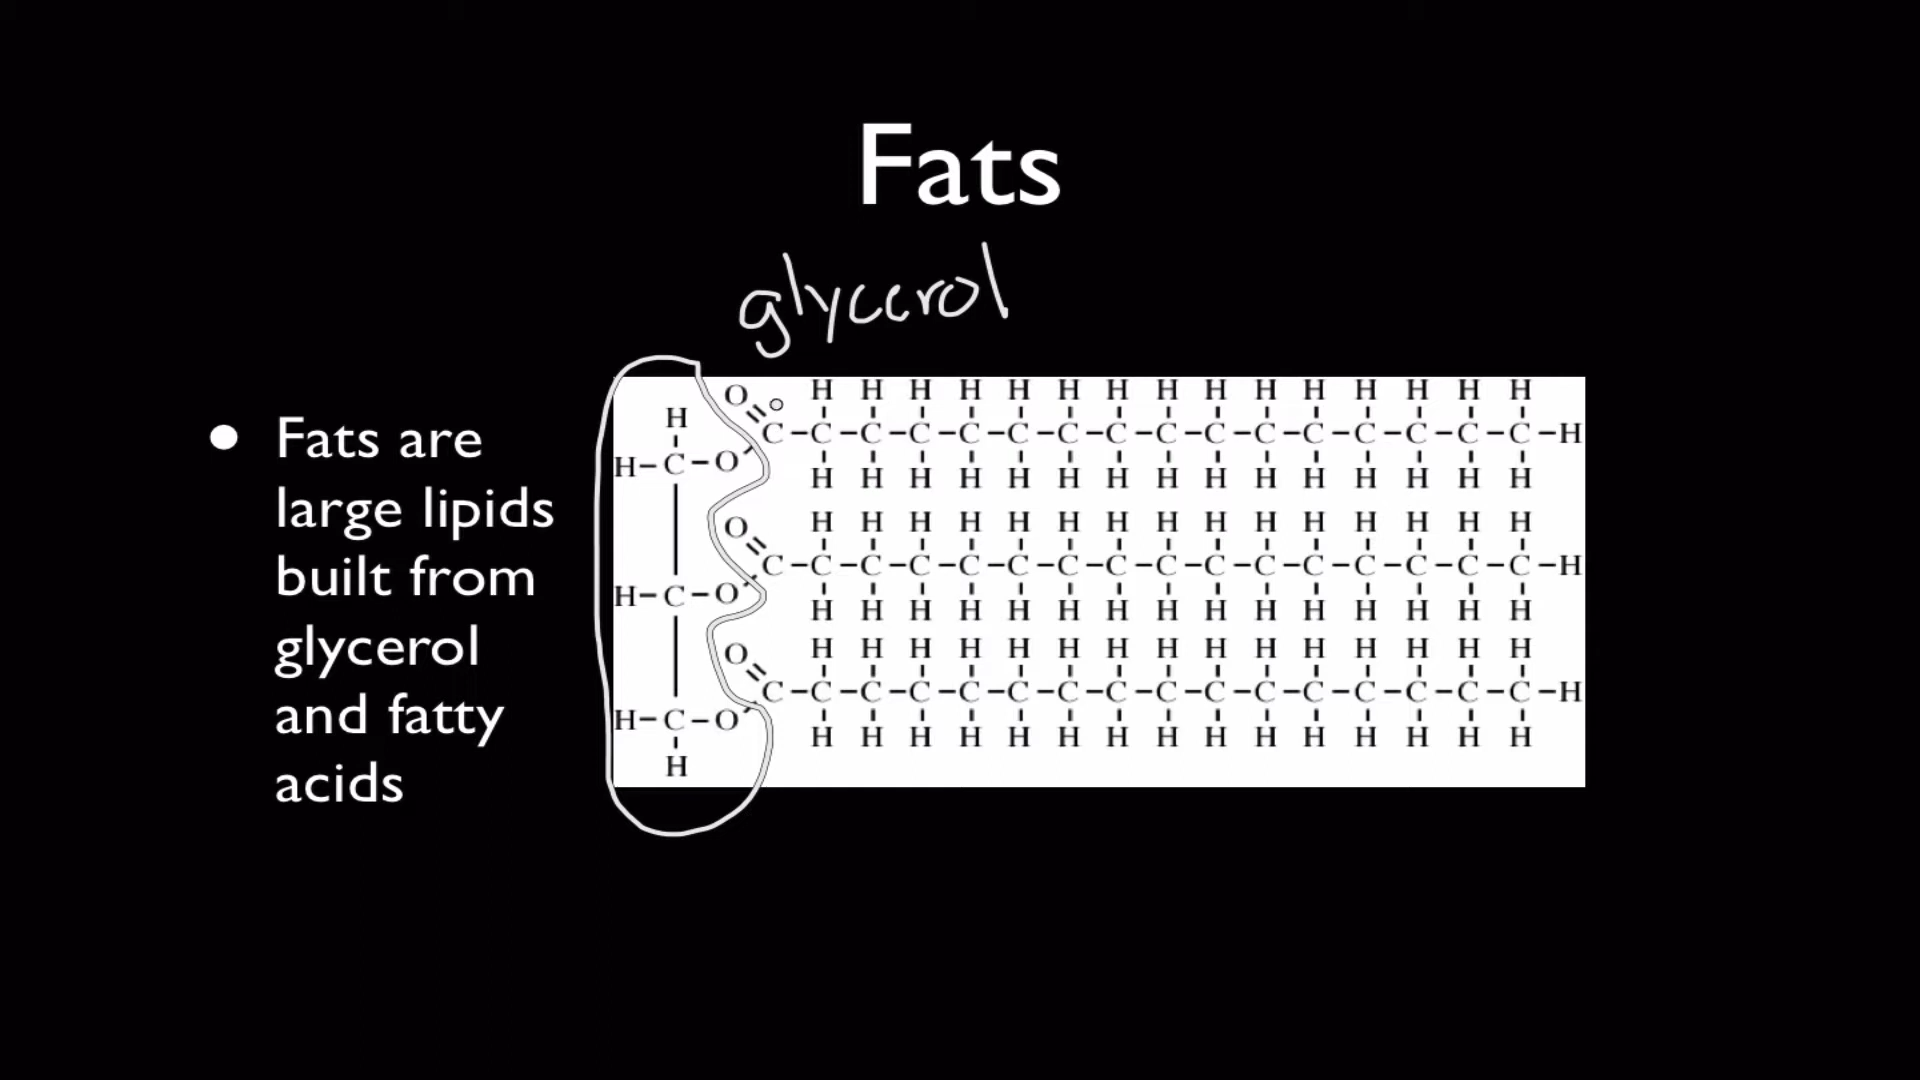 Fats
glycerol
• Fats are
large lipids
built from
glycerol
and fatty
acids
O H H H H H H H H H H H H H H H
H C–C–C–C–C–C–C–C–C–C–C–C–C–C–C–C–H
H–C–O H H H H H H H H H H H H H H H
O H H H H H H H H H H H H H H H
C–C–C–C–C–C–C–C–C–C–C–C–C–C–C–C–H
H–C–O H H H H H H H H H H H H H H H
O H H H H H H H H H H H H H H H
C–C–C–C–C–C–C–C–C–C–C–C–C–C–C–C–H
H–C–O H H H H H H H H H H H H H H H
H